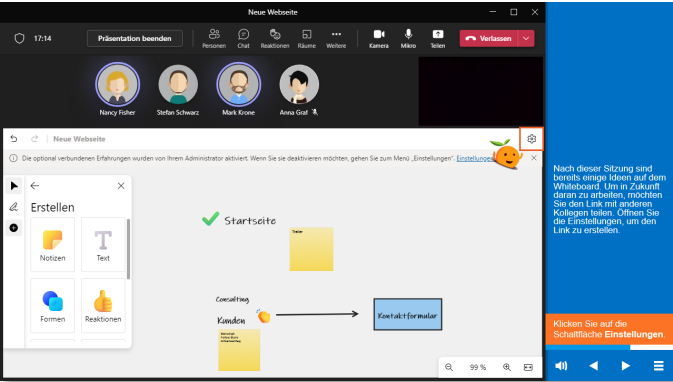 Neue Webseite
17:14
Präsentation beenden
Personen
Chat
Reaktionen
Räume
Weitere
Kamera
Mikro
Teilen
Verlassen
Nancy Fisher
Stefan Schwarz
Mark Krone
Anna Graf
Neue Webseite
Die optional verbundenen Erfahrungen wurden von Ihrem Administrator aktiviert. Wenn Sie sie deaktivieren möchten, gehen Sie zum Menü „Einstellungen“. Einstellungen
Erstellen
Notizen
Text
Formen
Reaktionen
Startseite
Consulting
Kunden
Kontaktformular
99 %
Nach dieser Sitzung sind
bereits einige Ideen auf dem
Whiteboard. Um in Zukunft
daran zu arbeiten, möchten
Sie den Link mit anderen
Kollegen teilen. Öffnen Sie
die Einstellungen, um den
Link zu erstellen.
Klicken Sie auf die
Schaltfläche Einstellungen.